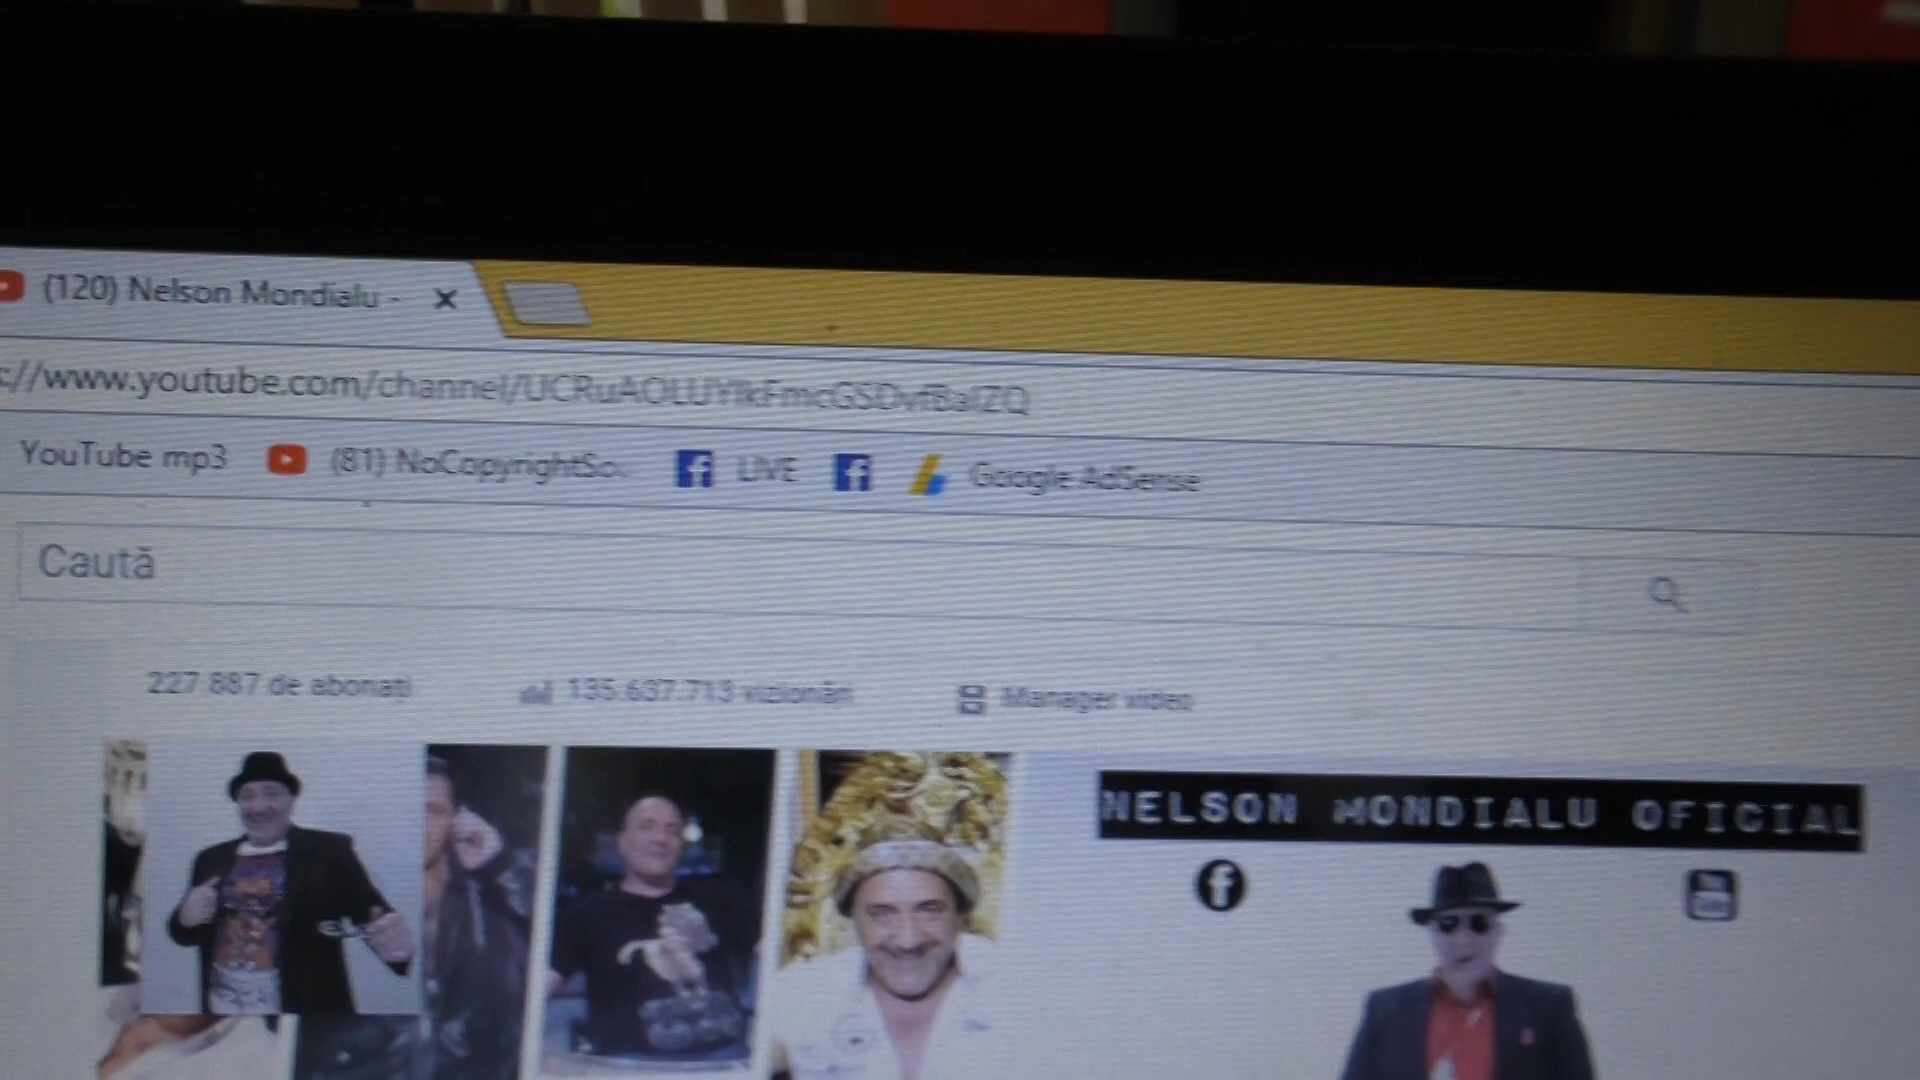 (120) Nelson Mondialu -
://www.youtube.com/channel/
YouTube mp3 (81) NoCopyrightSo LIVE Google AdSense
Caută
227.887 de abonați 135.637.713 vizionări Manager video
NELSON MONDIALU OFICIAL